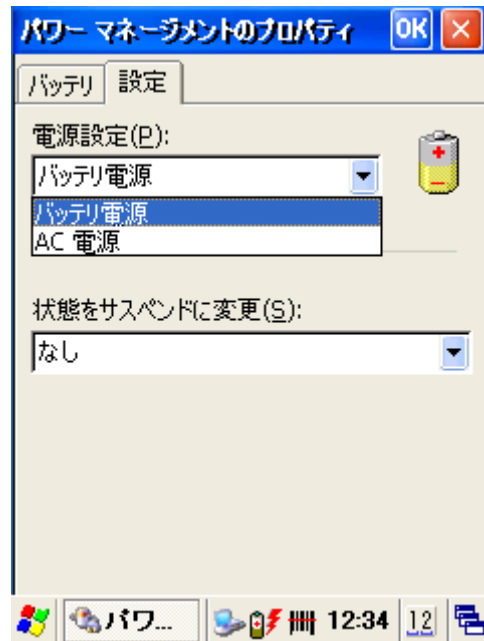 パワー マネージメントのプロパティ OK
バッテリ 設定
電源設定(P):
バッテリ電源
バッテリ電源
AC 電源
状態をサスペンドに変更(S):
なし
パワ... 12:34 12